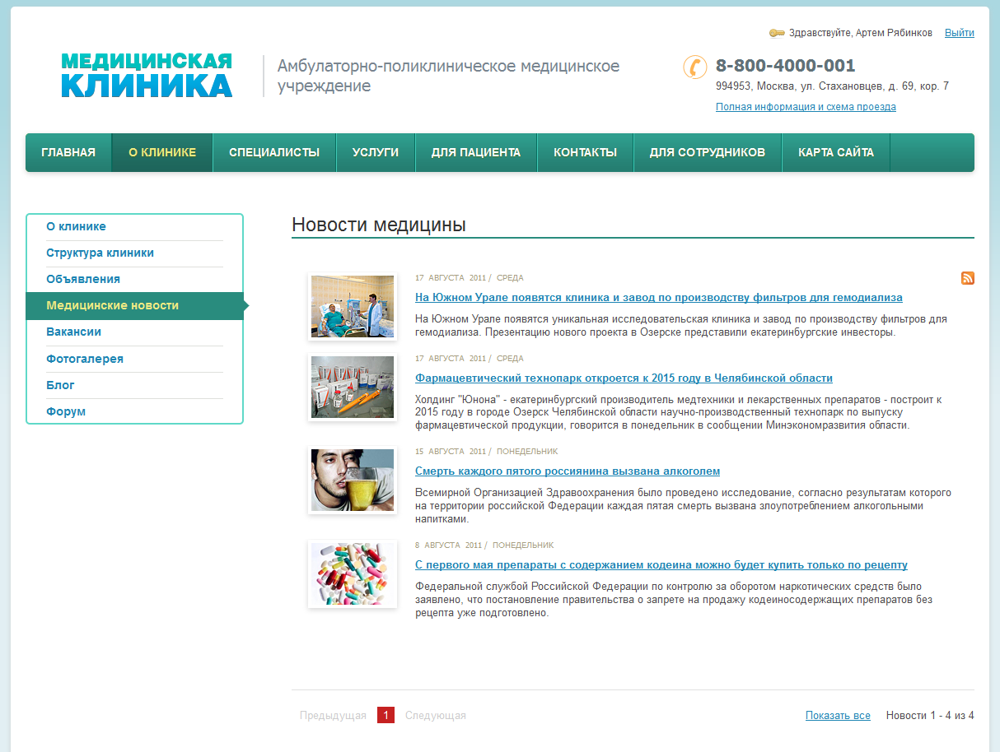 Здравствуйте, Артем Рябинков Выйти
МЕДИЦИНСКАЯ
КЛИНИКА
Амбулаторно-поликлиническое медицинское
учреждение
8-800-4000-001
994953, Москва, ул. Стахановцев, д. 69, кор. 7
Полная информация и схема проезда
ГЛАВНАЯ О КЛИНИКЕ СПЕЦИАЛИСТЫ УСЛУГИ ДЛЯ ПАЦИЕНТА КОНТАКТЫ ДЛЯ СОТРУДНИКОВ КАРТА САЙТА
О клинике
Структура клиники
Объявления
Медицинские новости
Вакансии
Фотогалерея
Блог
Форум
Новости медицины
17 АВГУСТА 2011 / СРЕДА
На Южном Урале появятся клиника и завод по производству фильтров для гемодиализа
На Южном Урале появятся уникальная исследовательская клиника и завод по производству фильтров для
гемодиализа. Презентацию нового проекта в Озерске представили екатеринбургские инвесторы.
17 АВГУСТА 2011 / СРЕДА
Фармацевтический технопарк откроется к 2015 году в Челябинской области
Холдинг "Юнона" - екатеринбургский производитель медтехники и лекарственных препаратов - построит к
2015 году в городе Озерск Челябинской области научно-производственный технопарк по выпуску
фармацевтической продукции, говорится в понедельник в сообщении Минэкономразвития области.
15 АВГУСТА 2011 / ПОНЕДЕЛЬНИК
Смерть каждого пятого россиянина вызвана алкоголем
Всемирной Организацией Здравоохранения было проведено исследование, согласно результатам которого
на территории российской Федерации каждая пятая смерть вызвана злоупотреблением алкогольными
напитками.
8 АВГУСТА 2011 / ПОНЕДЕЛЬНИК
С первого мая препараты с содержанием кодеина можно будет купить только по рецепту
Федеральной службой Российской Федерации по контролю за оборотом наркотических средств было
заявлено, что постановление правительства о запрете на продажу кодеиносодержащих препаратов без
рецепта уже подготовлено.
Предыдущая 1 Следующая Показать все Новости 1 - 4 из 4